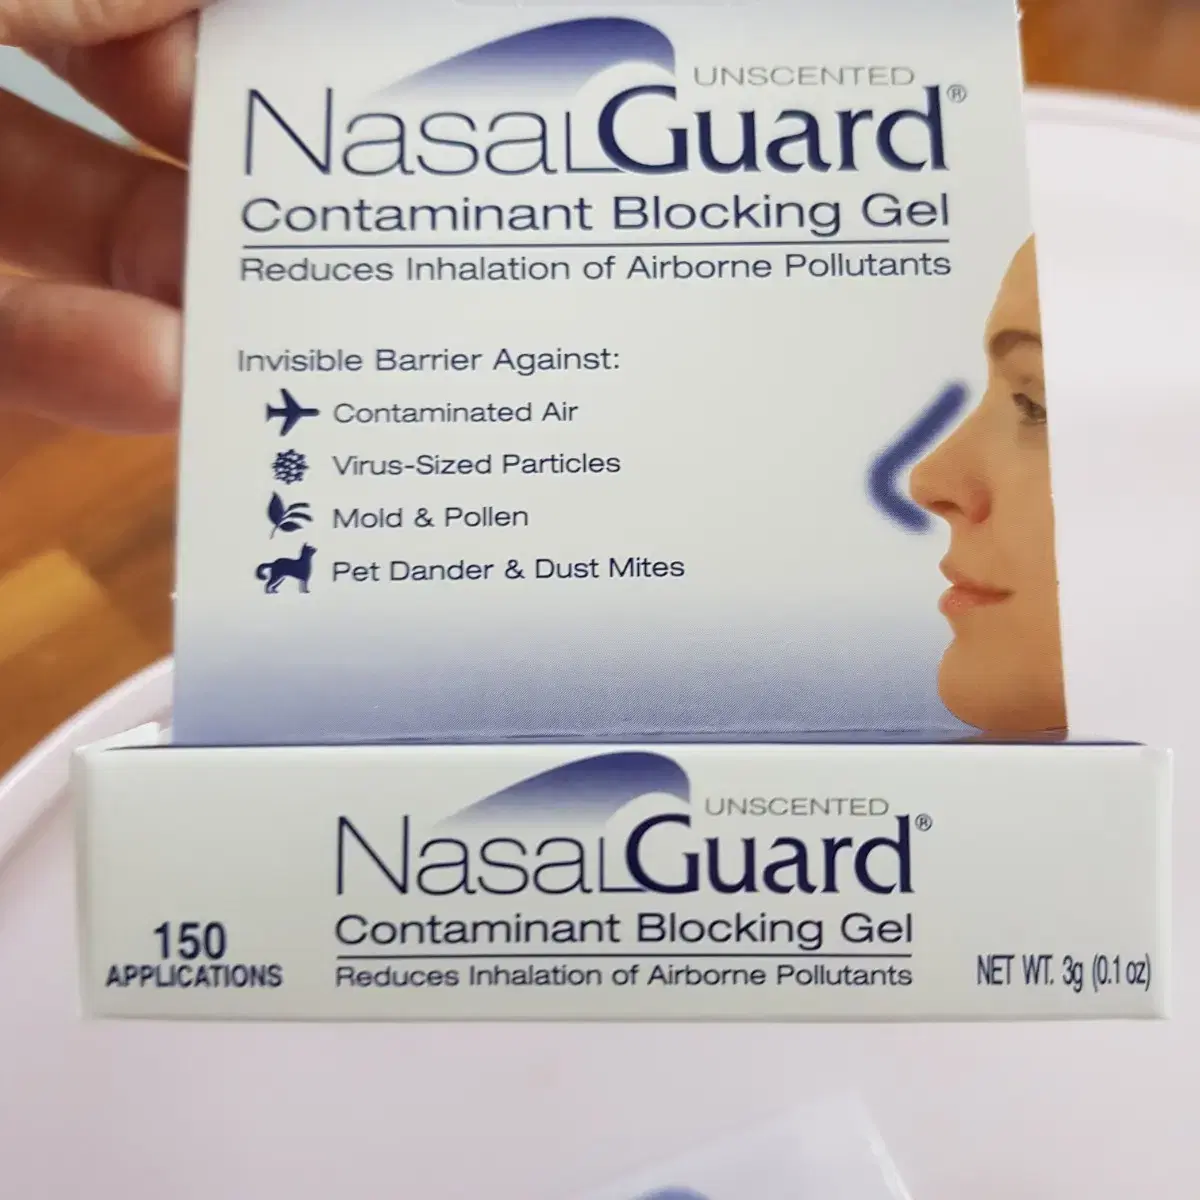 UNSCENTED
NasalGuard®
Contaminant Blocking Gel
Reduces Inhalation of Airborne Pollutants
Invisible Barrier Against:
Contaminated Air
Virus-Sized Particles
Mold & Pollen
Pet Dander & Dust Mites
UNSCENTED
NasalGuard®
Contaminant Blocking Gel
Reduces Inhalation of Airborne Pollutants
150
APPLICATIONS
NET WT. 3g (0.1 oz)